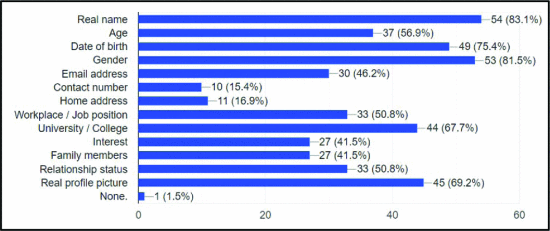 Real name 54 (83.1%)
Age 37 (56.9%)
Date of birth 49 (75.4%)
Gender 53 (81.5%)
Email address 30 (46.2%)
Contact number 10 (15.4%)
Home address 11 (16.9%)
Workplace / Job position 33 (50.8%)
University / College 44 (67.7%)
Interest 27 (41.5%)
Family members 27 (41.5%)
Relationship status 33 (50.8%)
Real profile picture 45 (69.2%)
None. 1 (1.5%)
0 20 40 60